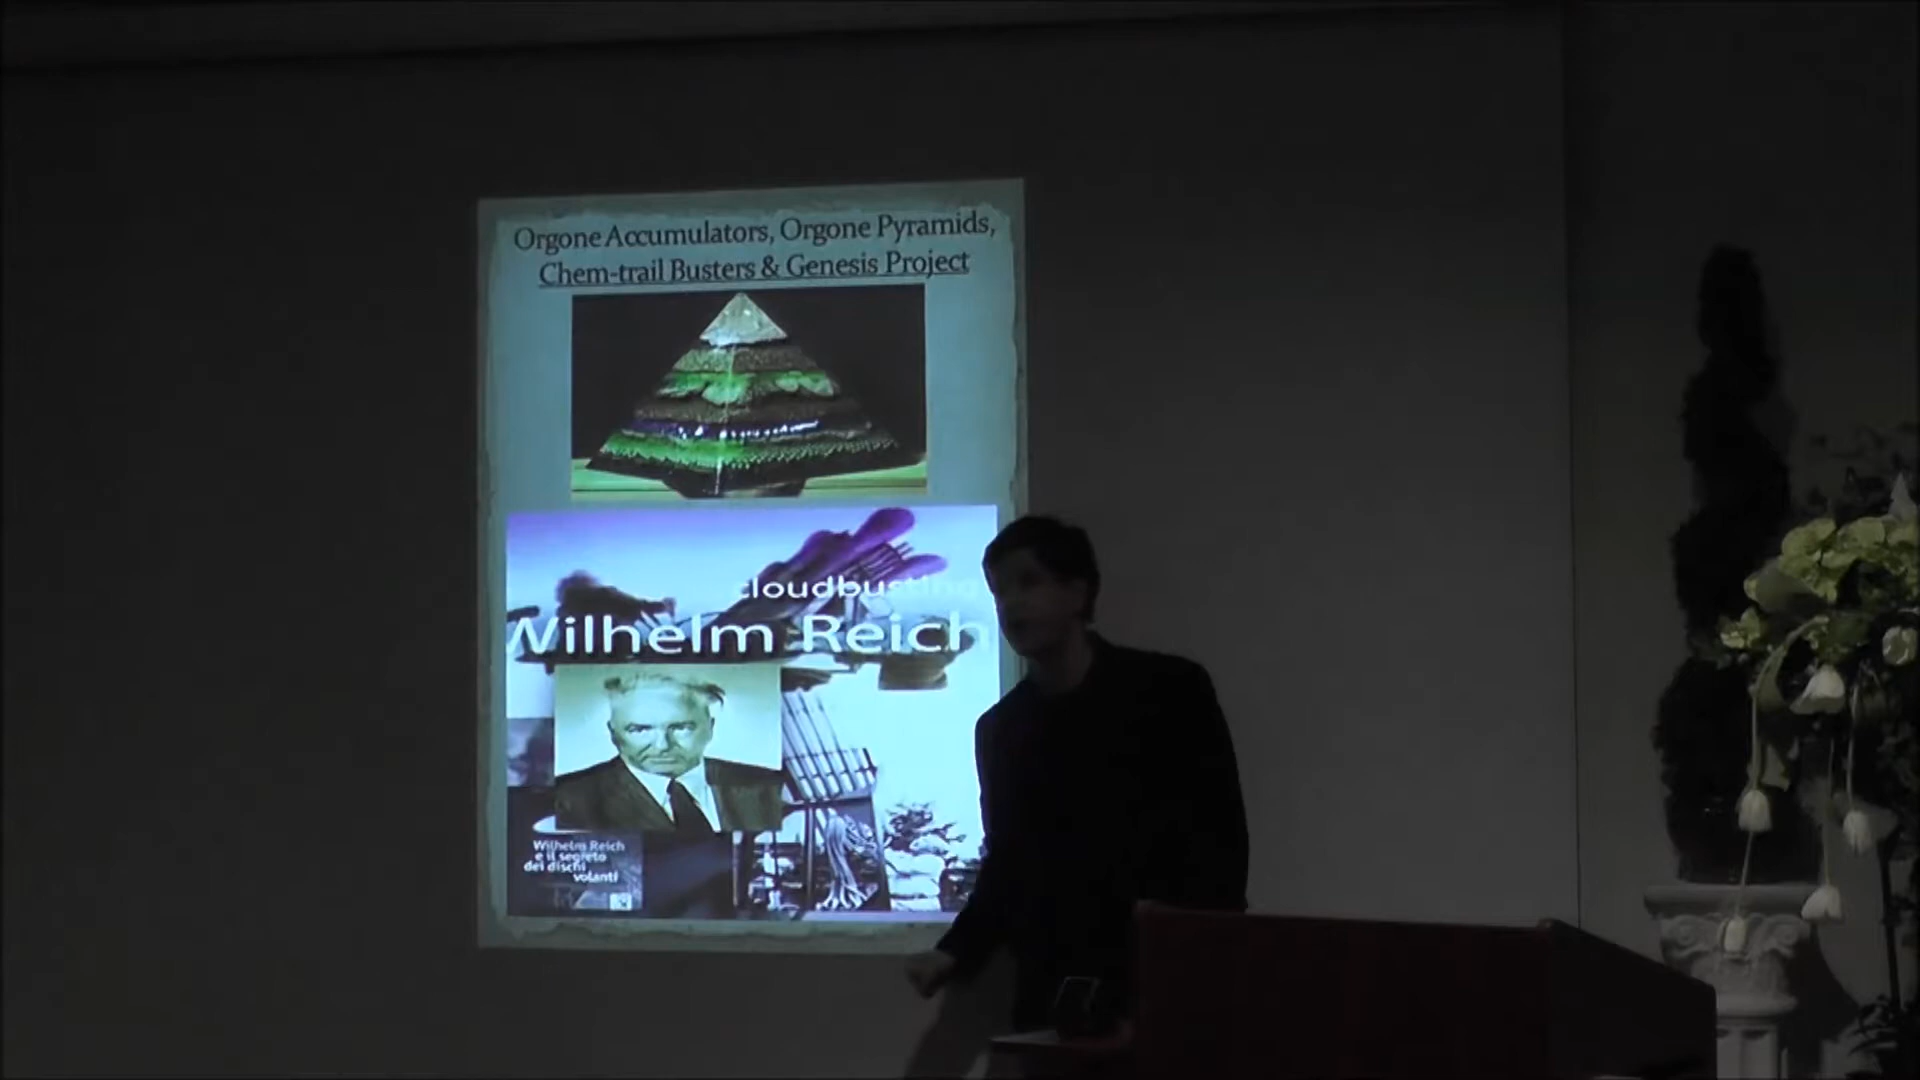 Orgone Accumulators, Orgone Pyramids,
Chem-trail Busters & Genesis Project
cloudbusting
Wilhelm Reich
Wilhelm Reich
e il segreto
dei dischi
volanti